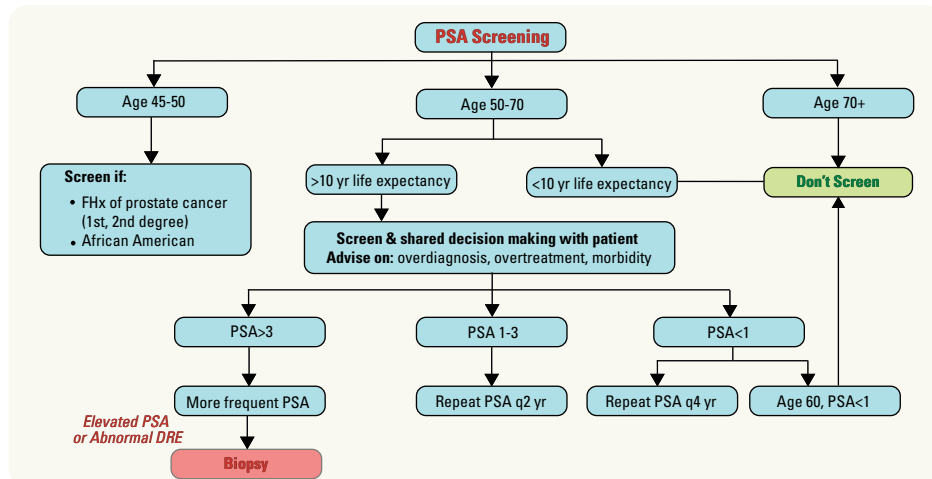 PSA Screening
Age 45-50
Age 50-70
Age 70+
Screen if:
• FHx of prostate cancer
(1st, 2nd degree)
• African American
>10 yr life expectancy
<10 yr life expectancy
Don't Screen
Screen & shared decision making with patient
Advise on: overdiagnosis, overtreatment, morbidity
PSA>3
PSA 1-3
PSA<1
More frequent PSA
Repeat PSA q2 yr
Repeat PSA q4 yr
Age 60, PSA<1
Elevated PSA
or Abnormal DRE
Biopsy